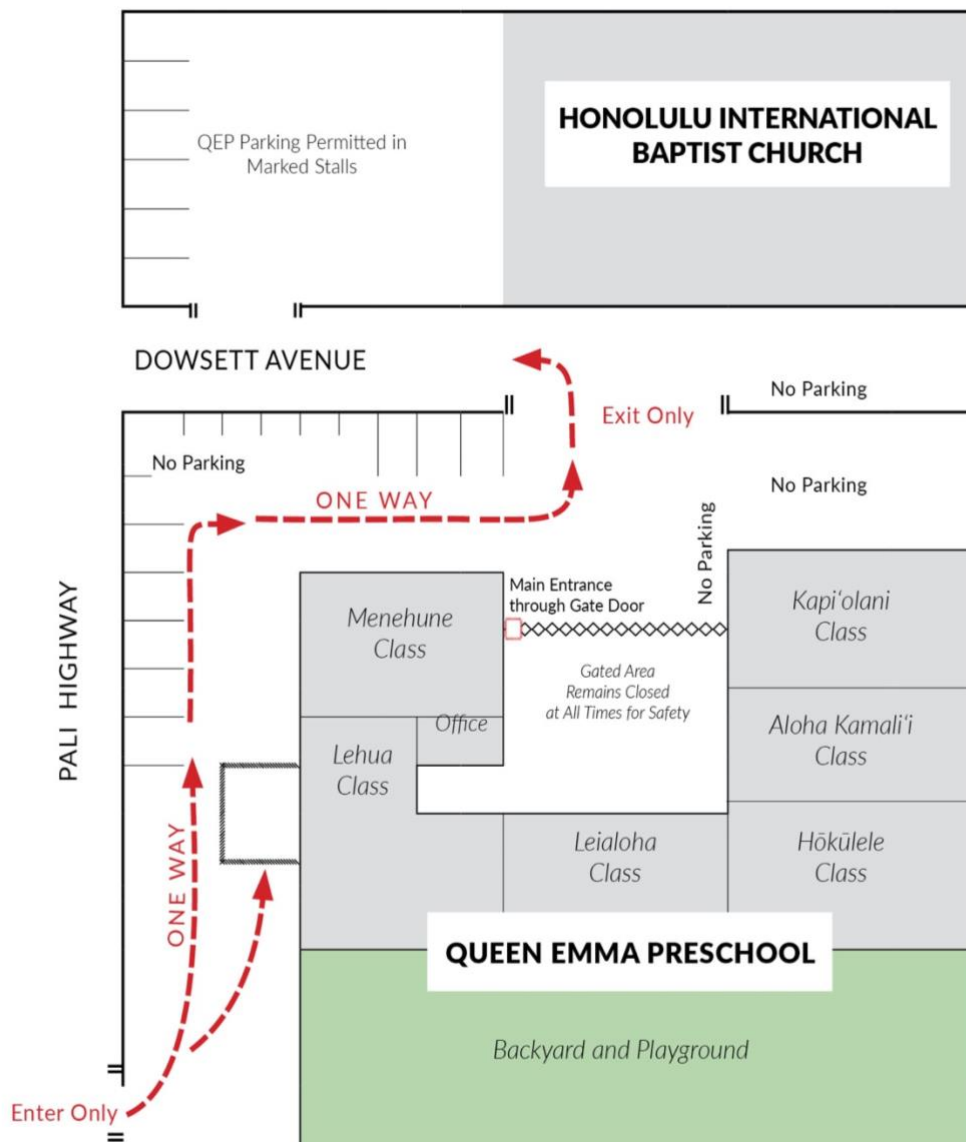 HONOLULU INTERNATIONAL
BAPTIST CHURCH
QEP Parking Permitted in
Marked Stalls
DOWSETT AVENUE
No Parking
Exit Only
No Parking
No Parking
ONE WAY
No Parking
Main Entrance
through Gate Door
Kapi‘olani
Class
Menehune
Class
Gated Area
Remains Closed
at All Times for Safety
PALI HIGHWAY
Office
Aloha Kamali‘i
Class
Lehua
Class
ONE WAY
Leialoha
Class
Hōkūlele
Class
QUEEN EMMA PRESCHOOL
Backyard and Playground
Enter Only